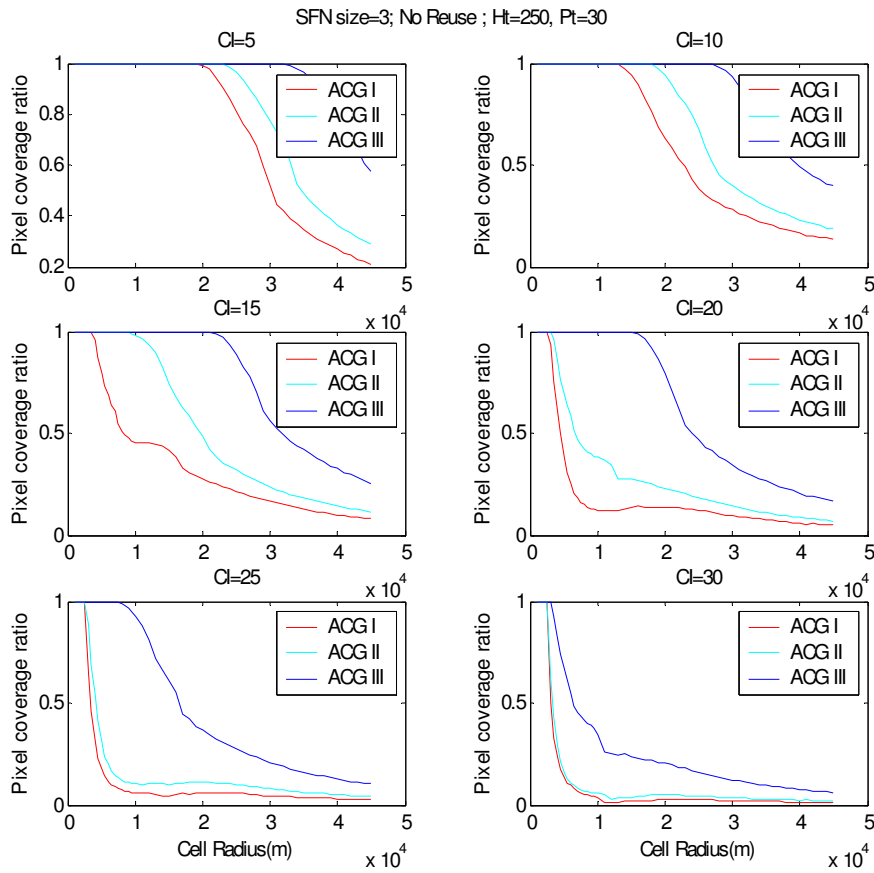 SFN size=3; No Reuse ; Ht=250, Pt=30
CI=5
CI=10
1
0.8
0.6
0.4
0.2
Pixel coverage ratio
ACG I
ACG II
ACG III
0 1 2 3 4 5
x 10^4
1
0.5
0
Pixel coverage ratio
ACG I
ACG II
ACG III
0 1 2 3 4 5
x 10^4
CI=15
CI=20
1
0.5
0
Pixel coverage ratio
ACG I
ACG II
ACG III
0 1 2 3 4 5
x 10^4
1
0.5
0
Pixel coverage ratio
ACG I
ACG II
ACG III
0 1 2 3 4 5
x 10^4
CI=25
CI=30
1
0.5
0
Pixel coverage ratio
ACG I
ACG II
ACG III
0 1 2 3 4 5
Cell Radius(m)
x 10^4
1
0.5
0
Pixel coverage ratio
ACG I
ACG II
ACG III
0 1 2 3 4 5
Cell Radius(m)
x 10^4